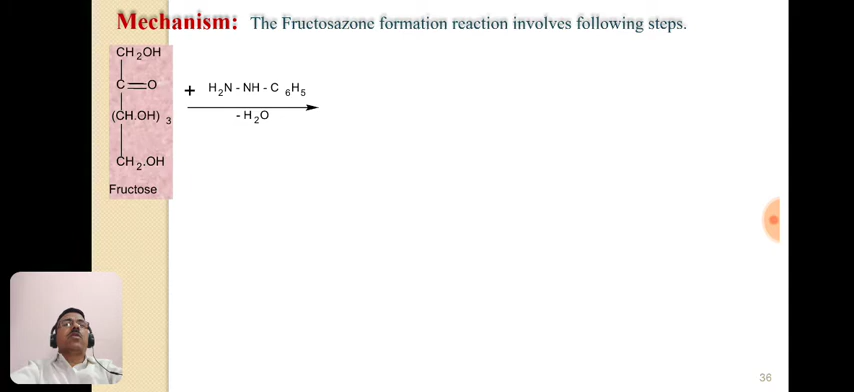 Mechanism: The Fructosazone formation reaction involves following steps.
CH2OH
C=O
(CH.OH) 3
CH2.OH
Fructose
+ H2N - NH - C 6H5
- H2O
36